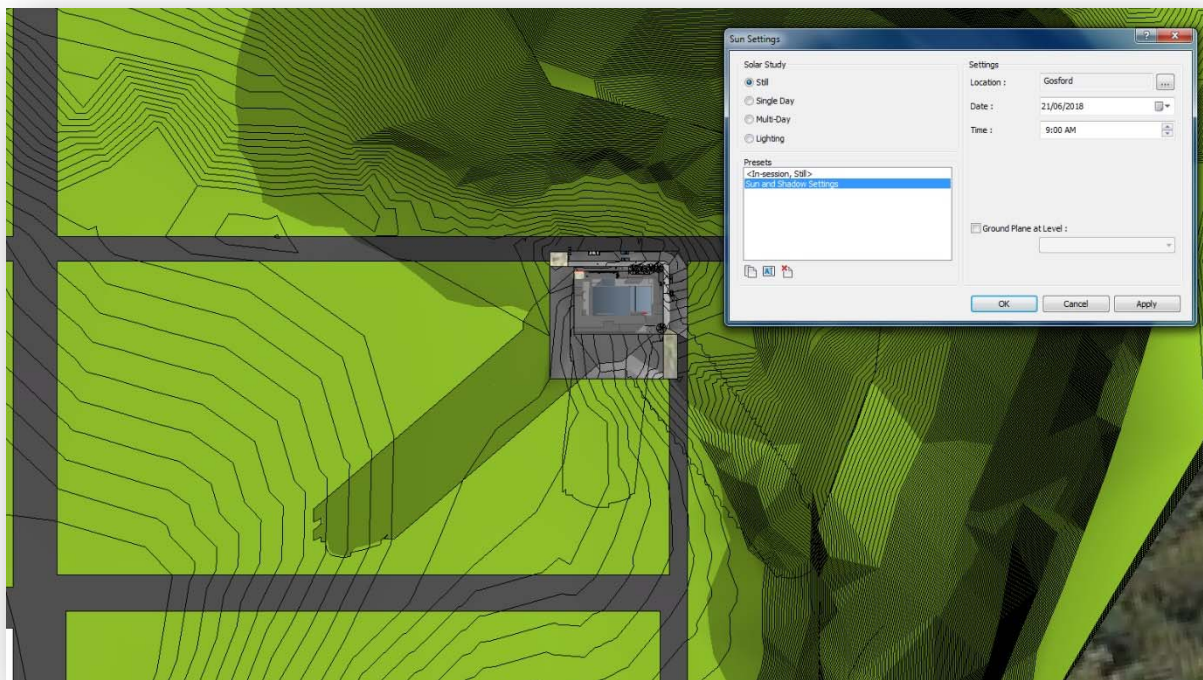 Sun Settings
Solar Study
Still
Single Day
Multi-Day
Lighting
Presets
<In-session, Still>
Sun and Shadow Settings
Settings
Location :
Gosford
...
Date :
21/06/2018
Time :
9:00 AM
Ground Plane at Level :
OK
Cancel
Apply